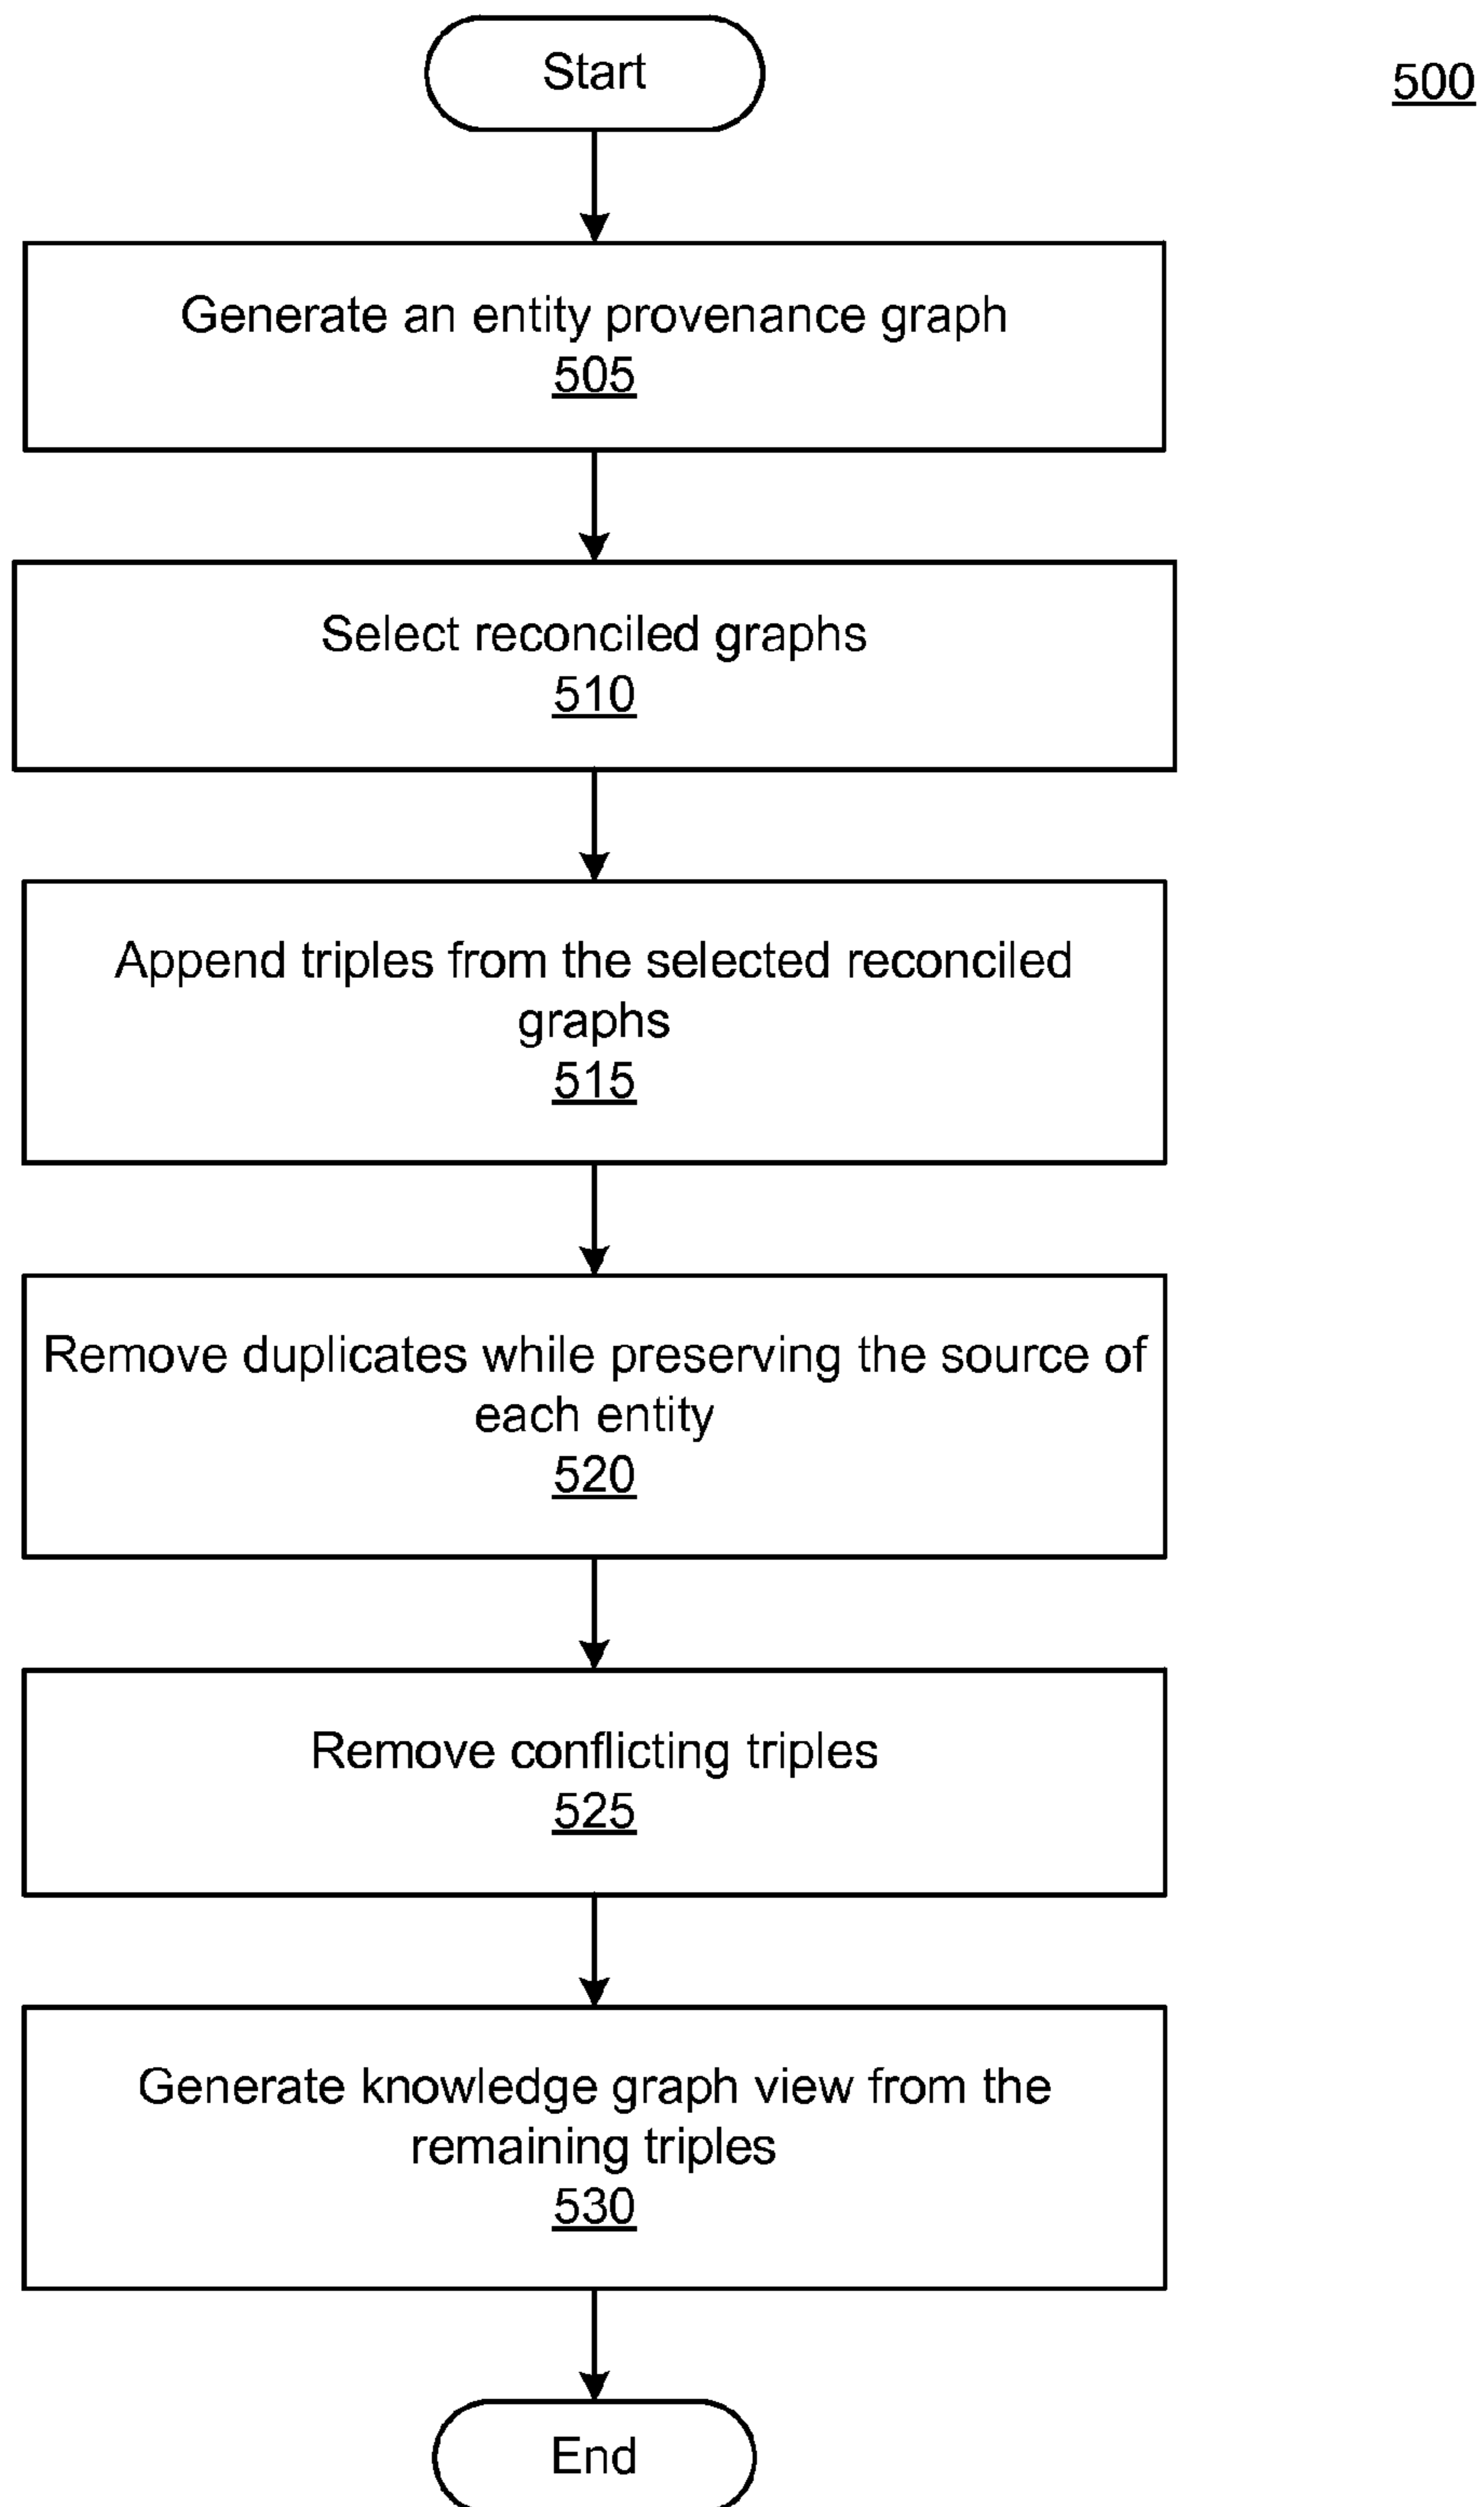 Start
500
Generate an entity provenance graph
505
Select reconciled graphs
510
Append triples from the selected reconciled
graphs
515
Remove duplicates while preserving the source of
each entity
520
Remove conflicting triples
525
Generate knowledge graph view from the
remaining triples
530
End